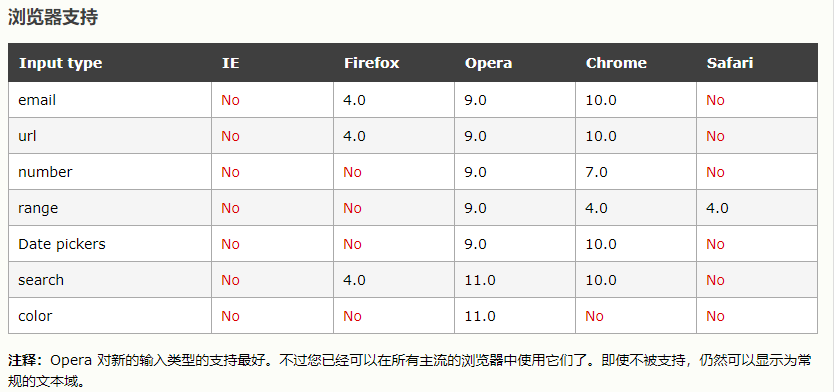 浏览器支持
Input type IE Firefox Opera Chrome Safari
email No 4.0 9.0 10.0 No
url No 4.0 9.0 10.0 No
number No No 9.0 7.0 No
range No No 9.0 4.0 4.0
Date pickers No No 9.0 10.0 No
search No 4.0 11.0 10.0 No
color No No 11.0 No No
注释：Opera 对新的输入类型的支持最好。不过您已经可以在所有主流的浏览器中使用它们了。即使不被支持，仍然可以显示为常
规的文本域。